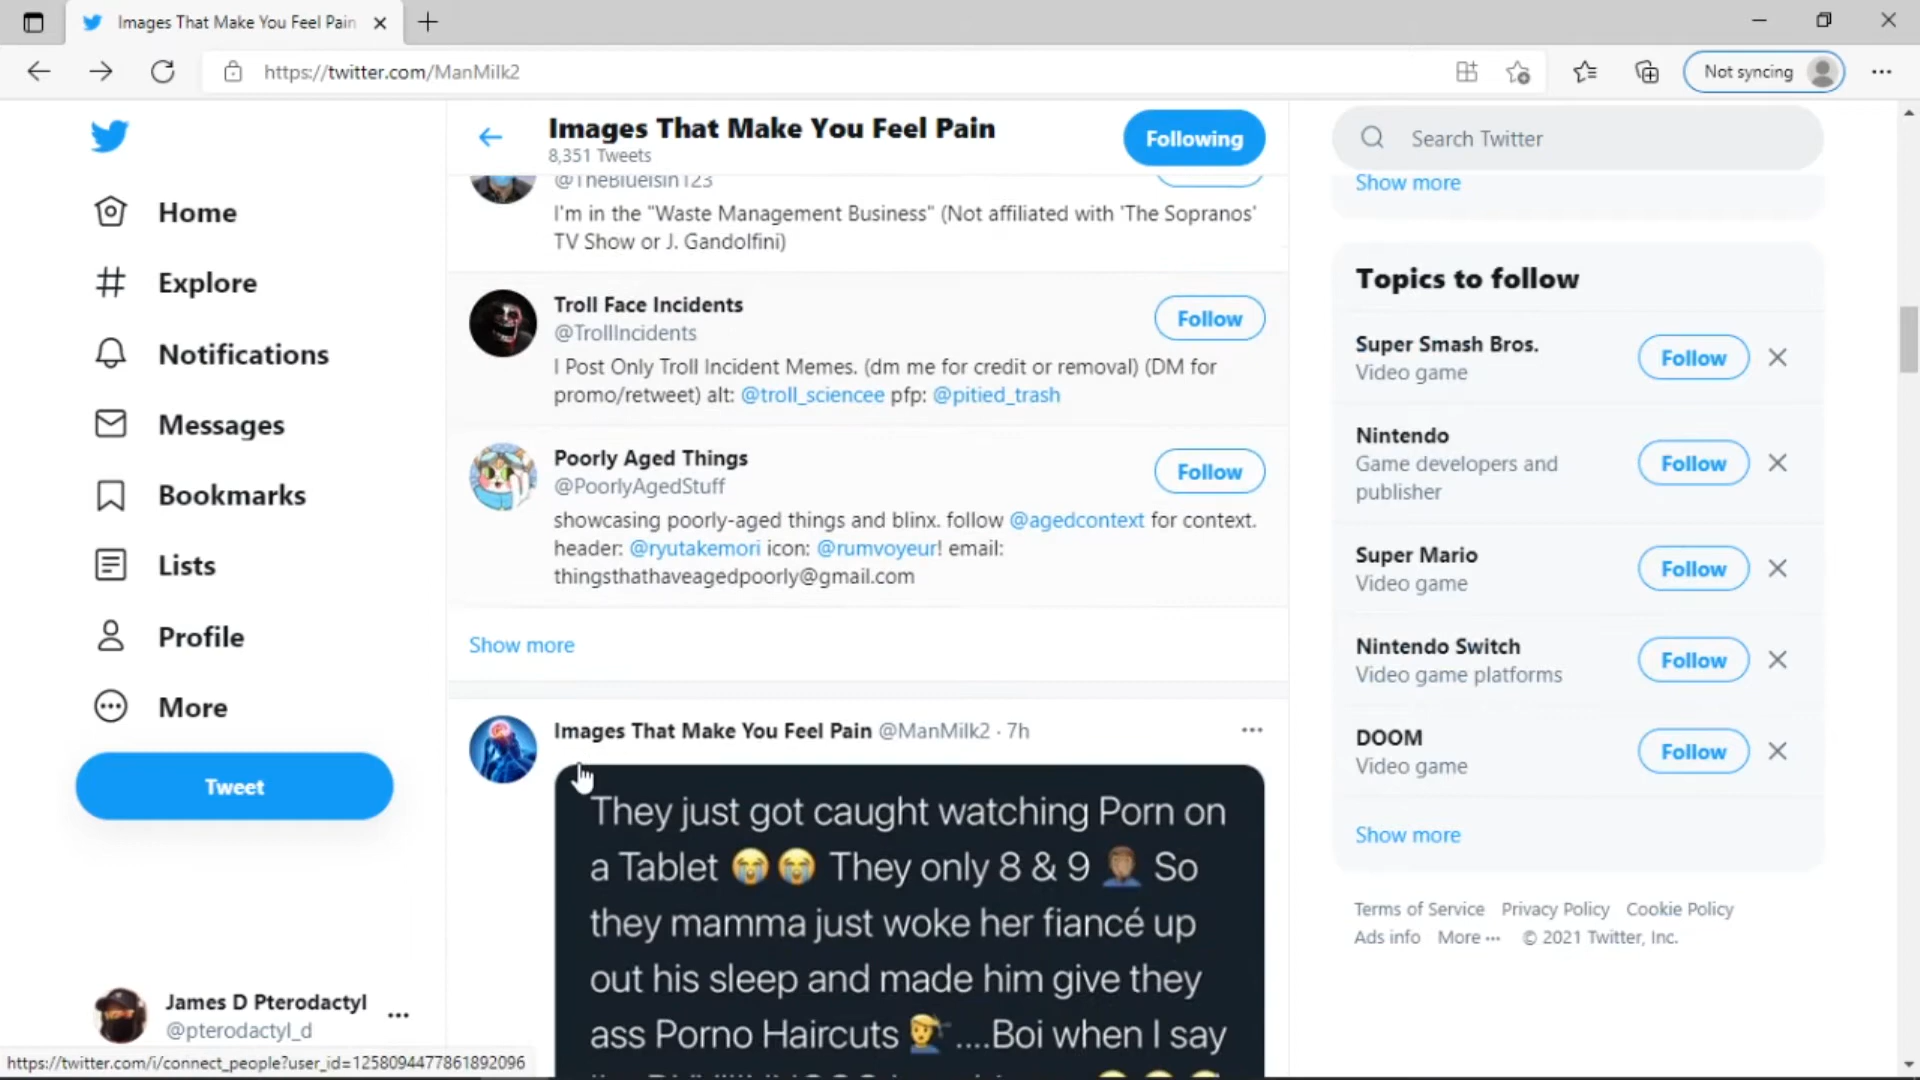 Images That Make You Feel Pain
https://twitter.com/ManMilk2
Not syncing
Home
Explore
Notifications
Messages
Bookmarks
Lists
Profile
More
Tweet
James D Pterodactyl
@pterodactyl_d
https://twitter.com/i/connect_people?user_id=1258094477861892096
Images That Make You Feel Pain
8,351 Tweets
Following
@TheBlueisin123
I'm in the "Waste Management Business" (Not affiliated with 'The Sopranos'
TV Show or J. Gandolfini)
Troll Face Incidents
@TrollIncidents
Follow
I Post Only Troll Incident Memes. (dm me for credit or removal) (DM for
promo/retweet) alt: @troll_sciencee pfp: @pitied_trash
Poorly Aged Things
@PoorlyAgedStuff
Follow
showcasing poorly-aged things and blinx. follow @agedcontext for context.
header: @ryutakemori icon: @rumvoyeur! email:
thingsthathaveagedpoorly@gmail.com
Show more
Images That Make You Feel Pain @ManMilk2 · 7h
They just got caught watching Porn on
a Tablet 😭😭 They only 8 & 9 🤦🏾‍♂️ So
they mamma just woke her fiancé up
out his sleep and made him give they
ass Porno Haircuts 💇‍♂️....Boi when I say
Search Twitter
Show more
Topics to follow
Super Smash Bros.
Video game
Follow
Nintendo
Game developers and
publisher
Follow
Super Mario
Video game
Follow
Nintendo Switch
Video game platforms
Follow
DOOM
Video game
Follow
Show more
Terms of Service Privacy Policy Cookie Policy
Ads info More ··· © 2021 Twitter, Inc.